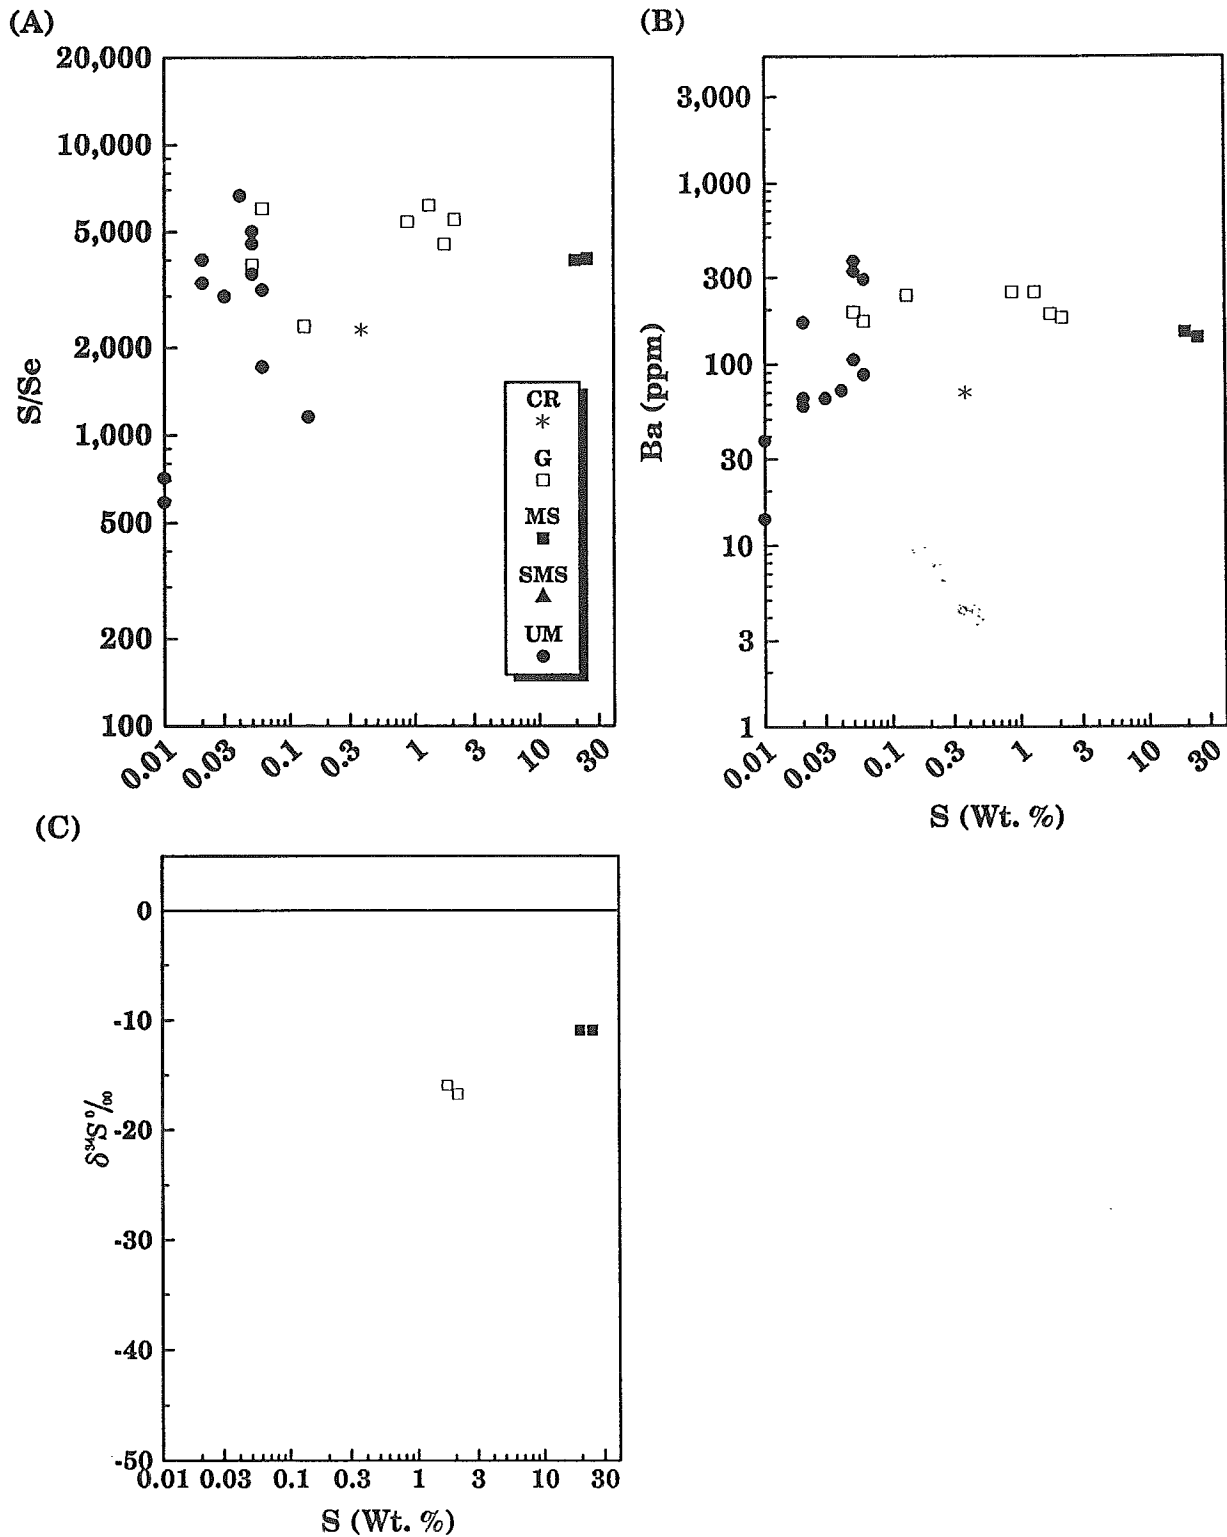 (A)
20,000
10,000
5,000
2,000
1,000
500
200
100
S/Se
0.01 0.03 0.1 0.3 1 3 10 30
CR
G
MS
SMS
UM
(B)
3,000
1,000
300
100
30
10
3
1
Ba (ppm)
0.01 0.03 0.1 0.3 1 3 10 30
S (Wt. %)
(C)
0
-10
-20
-30
-40
-50
δ³⁴S‰
0.01 0.03 0.1 0.3 1 3 10 30
S (Wt. %)